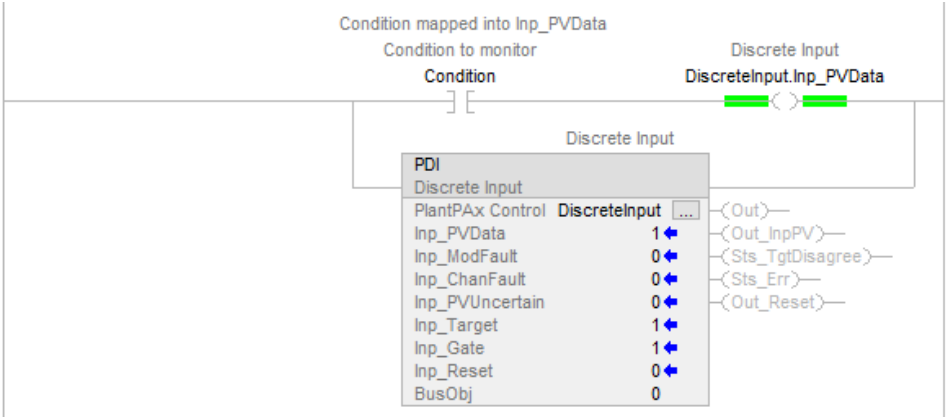 Condition mapped into Inp_PVData
Condition to monitor
Discrete Input
Condition
DiscreteInput.Inp_PVData
Discrete Input
PDI
Discrete Input
PlantPAx Control DiscreteInput ...
(Out)
Inp_PVData 1
(Out_InpPV)
Inp_ModFault 0
(Sts_TgtDisagree)
Inp_ChanFault 0
(Sts_Err)
Inp_PVUncertain 0
(Out_Reset)
Inp_Target 1
Inp_Gate 1
Inp_Reset 0
BusObj 0